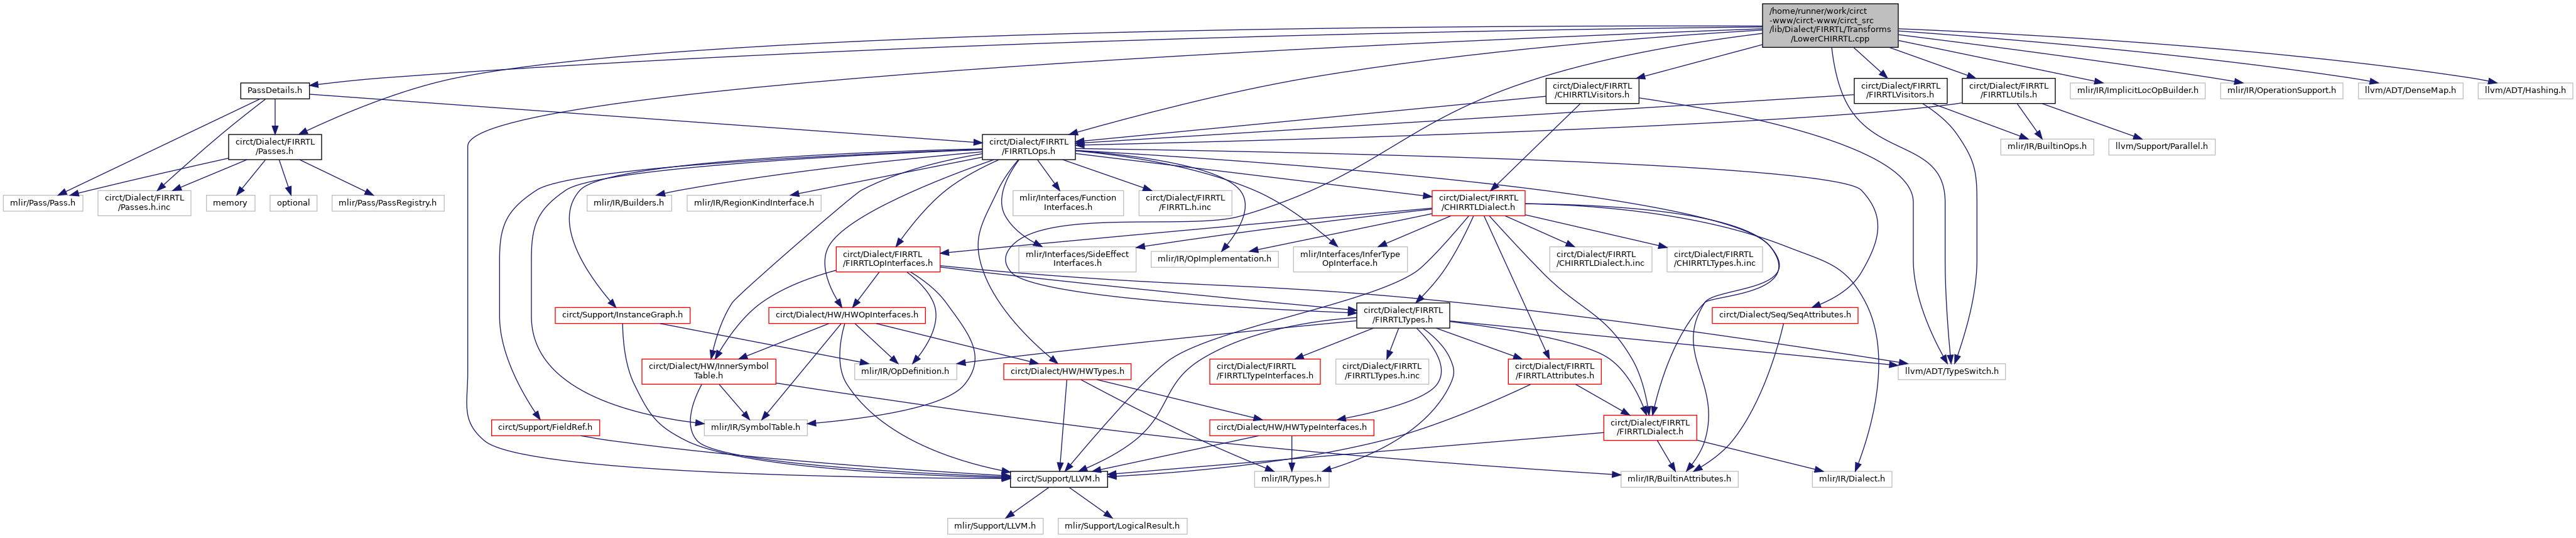 /home/runner/work/circt
-www/circt-www/circt_src
/lib/Dialect/FIRRTL/Transforms
/LowerCHIRRTL.cpp
PassDetails.h
circt/Dialect/FIRRTL
/CHIRRTLVisitors.h
circt/Dialect/FIRRTL
/FIRRTLVisitors.h
circt/Dialect/FIRRTL
/FIRRTLUtils.h
mlir/IR/ImplicitLocOpBuilder.h
mlir/IR/OperationSupport.h
llvm/ADT/DenseMap.h
llvm/ADT/Hashing.h
circt/Dialect/FIRRTL
/Passes.h
circt/Dialect/FIRRTL
/FIRRTLOps.h
mlir/IR/BuiltinOps.h
llvm/Support/Parallel.h
mlir/Pass/Pass.h
circt/Dialect/FIRRTL
/Passes.h.inc
memory
optional
mlir/Pass/PassRegistry.h
mlir/IR/Builders.h
mlir/IR/RegionKindInterface.h
mlir/Interfaces/Function
Interfaces.h
circt/Dialect/FIRRTL
/FIRRTL.h.inc
circt/Dialect/FIRRTL
/CHIRRTLDialect.h
circt/Dialect/FIRRTL
/FIRRTLOpInterfaces.h
mlir/Interfaces/SideEffect
Interfaces.h
mlir/IR/OpImplementation.h
mlir/Interfaces/InferType
OpInterface.h
circt/Dialect/FIRRTL
/CHIRRTLDialect.h.inc
circt/Dialect/FIRRTL
/CHIRRTLTypes.h.inc
circt/Support/InstanceGraph.h
circt/Dialect/HW/HWOpInterfaces.h
circt/Dialect/FIRRTL
/FIRRTLTypes.h
circt/Dialect/Seq/SeqAttributes.h
circt/Dialect/HW/InnerSymbol
Table.h
mlir/IR/OpDefinition.h
circt/Dialect/HW/HWTypes.h
circt/Dialect/FIRRTL
/FIRRTLTypeInterfaces.h
circt/Dialect/FIRRTL
/FIRRTLTypes.h.inc
circt/Dialect/FIRRTL
/FIRRTLAttributes.h
llvm/ADT/TypeSwitch.h
circt/Support/FieldRef.h
mlir/IR/SymbolTable.h
circt/Dialect/HW/HWTypeInterfaces.h
circt/Dialect/FIRRTL
/FIRRTLDialect.h
circt/Support/LLVM.h
mlir/IR/Types.h
mlir/IR/BuiltinAttributes.h
mlir/IR/Dialect.h
mlir/Support/LLVM.h
mlir/Support/LogicalResult.h